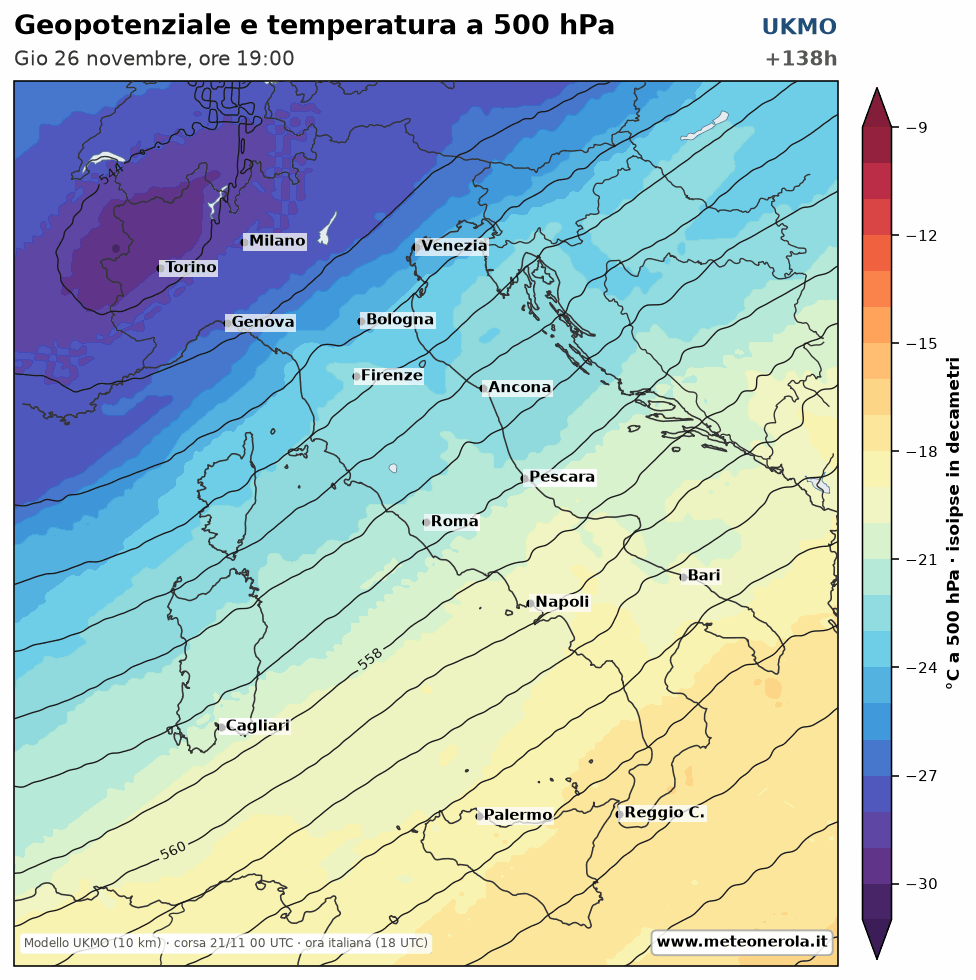 Geopotenziale e temperatura a 500 hPa
UKMO
Gio 26 novembre, ore 19:00
+138h
544
Milano
Venezia
Torino
Genova
Bologna
Firenze
Ancona
Pescara
Roma
Bari
Napoli
558
Cagliari
Palermo
Reggio C.
560
−9
−12
−15
−18
−21
−24
−27
−30
°C a 500 hPa · isoipse in decametri
Modello UKMO (10 km) · corsa 21/11 00 UTC · ora italiana (18 UTC)
www.meteonerola.it